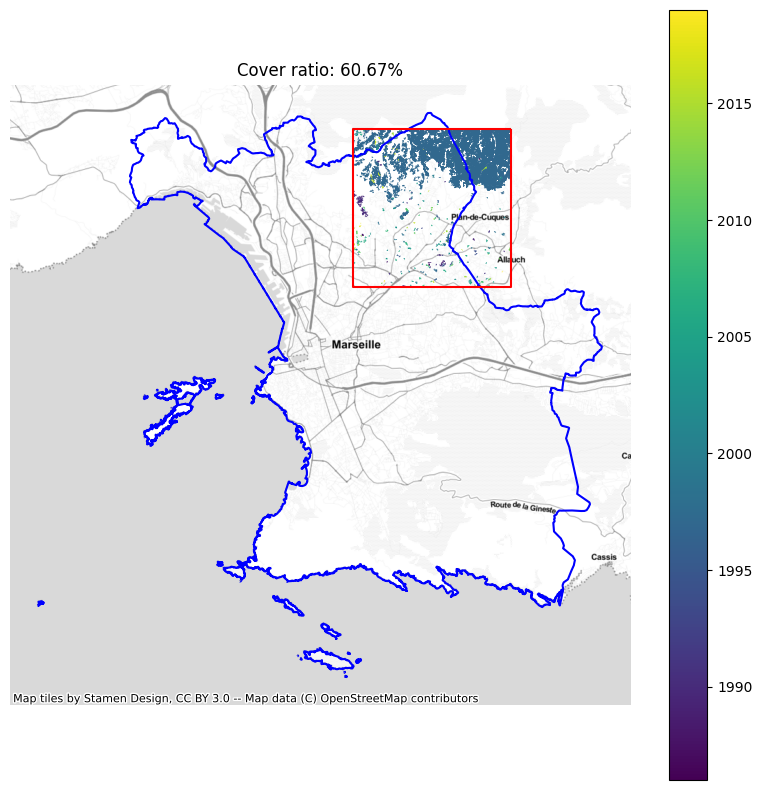 Cover ratio: 60.67%
2015
Plan-de-Cuques
2010
Allauch
2005
Marseille
2000
Ca
Route de la Gineste
1995
Cassis
1990
Map tiles by Stamen Design, CC BY 3.0 -- Map data (C) OpenStreetMap contributors